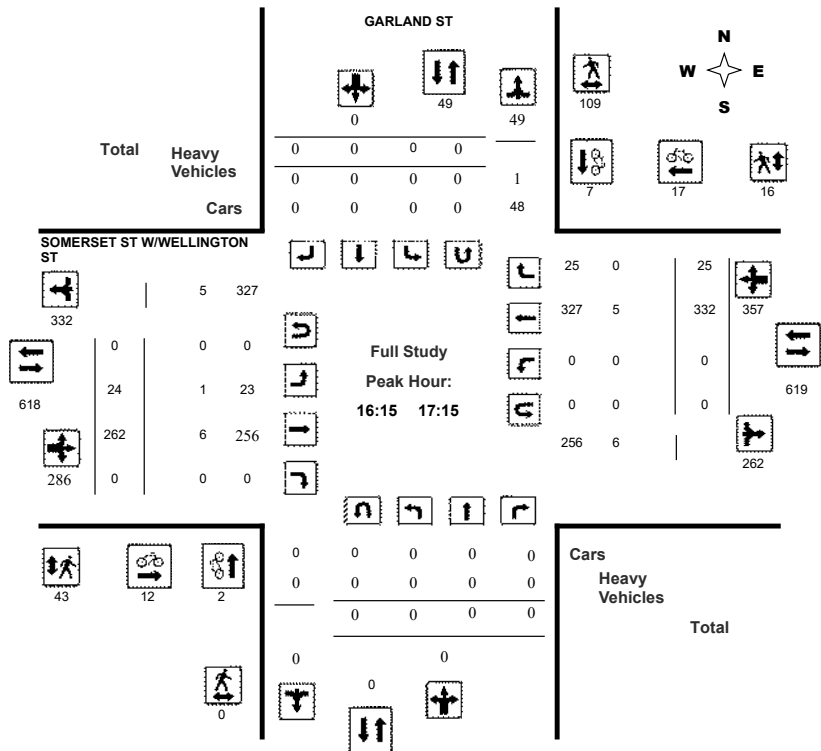 GARLAND ST
N
W E
S
0 49 49 109
Total Heavy Vehicles
0 0 0 0
0 0 0 0 1
Cars 0 0 0 0 48
7 17 16
SOMERSET ST W/WELLINGTON
ST
5 327
332
25 0 25
327 5 332 357
0 0 0
0 0 0
256 6
262
619
0 0 0
618
24 1 23
262 6 256
286 0 0 0
Full Study
Peak Hour:
16:15 17:15
43 12 2
0
0 0 0 0 0
0 0 0 0 0
0 0 0 0
0 0
0
Cars
Heavy
Vehicles
Total